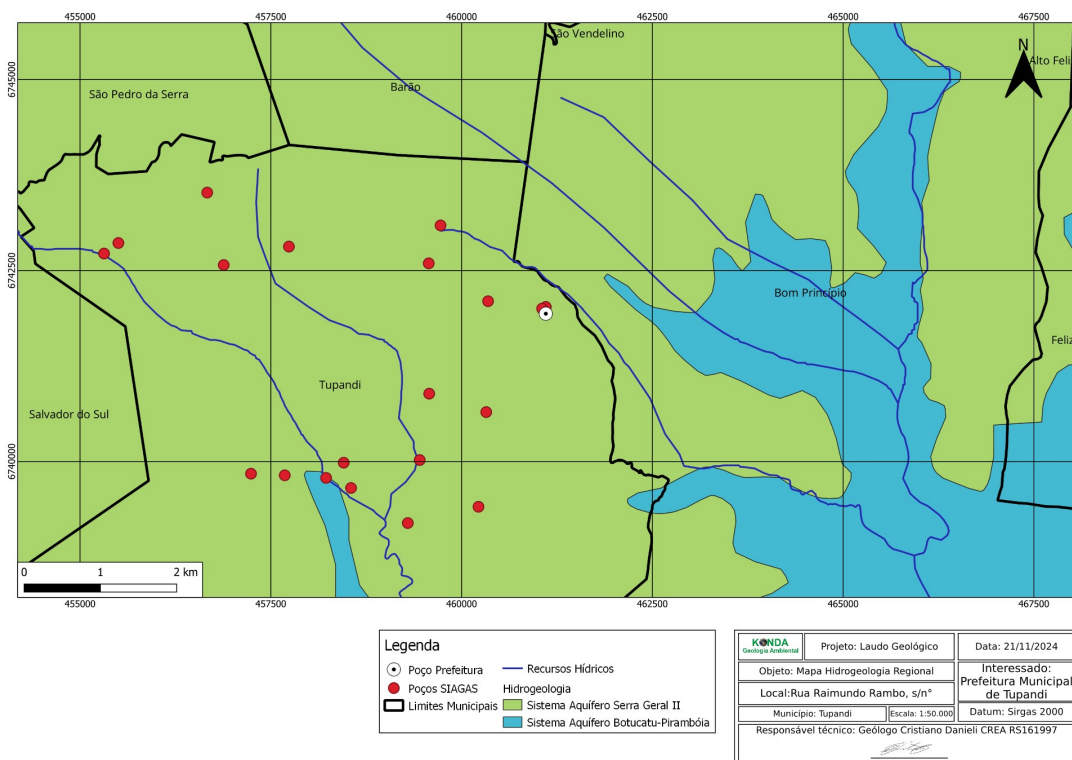 455000 457500 460000 462500 465000 467500
São Vendelino
N
6745000
6745000
Alto Feliz
Barão
São Pedro da Serra
6742500
6742500
Bom Princípio
Feliz
Tupandi
Salvador do Sul
6740000
6740000
0 1 2 km
455000 457500 460000 462500 465000 467500
Legenda
Poço Prefeitura
Poços SIAGAS
Limites Municipais
Recursos Hídricos
Hidrogeologia
Sistema Aquífero Serra Geral II
Sistema Aquífero Botucatu-Pirambóia
KONDA
Geologia Ambiental
Projeto: Laudo Geológico
Data: 21/11/2024
Objeto: Mapa Hidrogeologia Regional
Interessado:
Prefeitura Municipal
de Tupandi
Local:Rua Raimundo Rambo, s/n°
Município: Tupandi
Escala: 1:50.000
Datum: Sirgas 2000
Responsável técnico: Geólogo Cristiano Danieli CREA RS161997